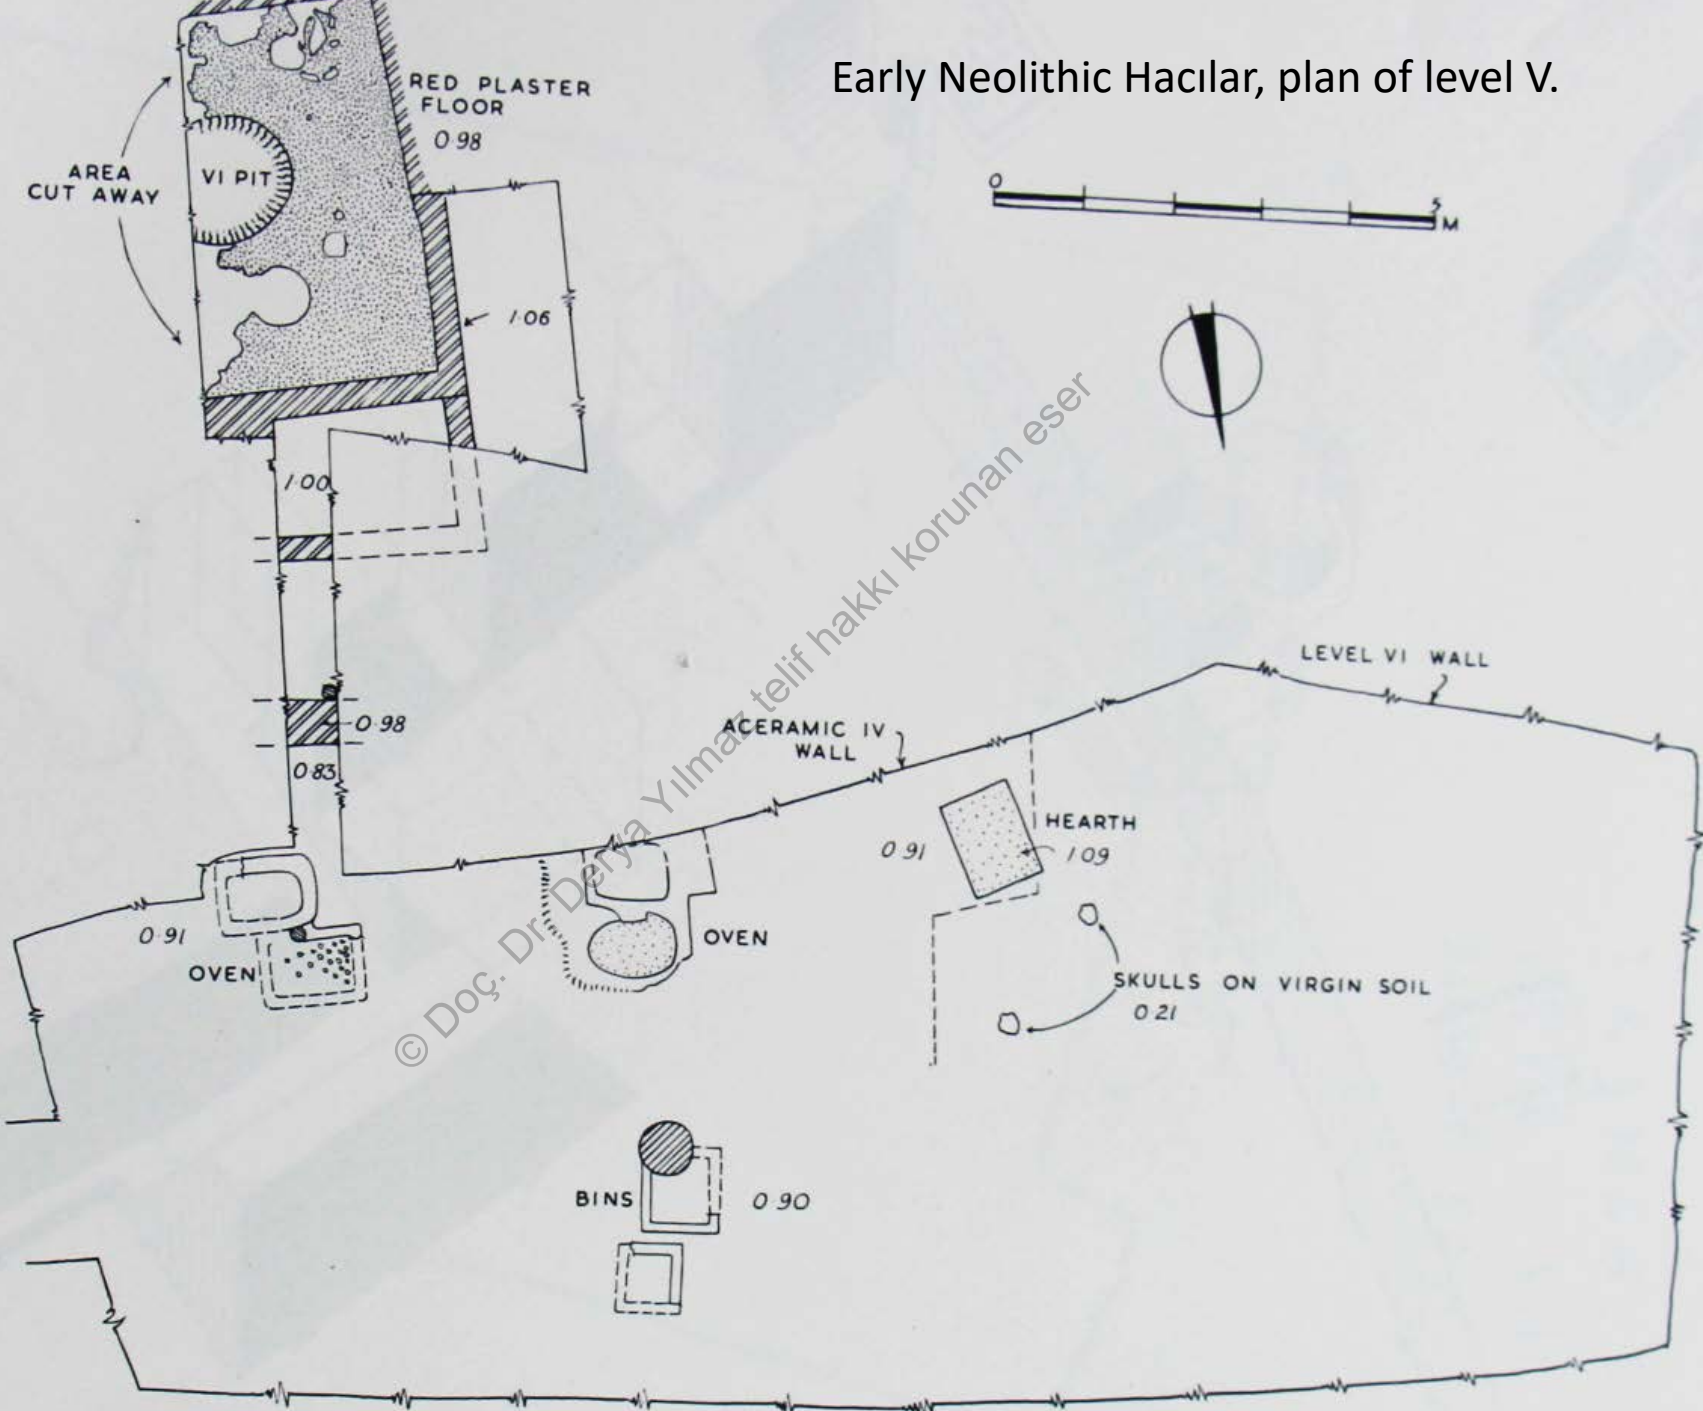 Early Neolithic Hacılar, plan of level V.
RED PLASTER
FLOOR
0.98
AREA
CUT AWAY
VI PIT
0
5
M
1.06
1.00
LEVEL VI WALL
0.98
ACERAMIC IV
WALL
0.83
HEARTH
0.91
1.09
0.91
OVEN
OVEN
SKULLS ON VIRGIN SOIL
0.21
BINS
0.90
© Doç. Dr. Derya Yılmaz telif hakkı korunan eser